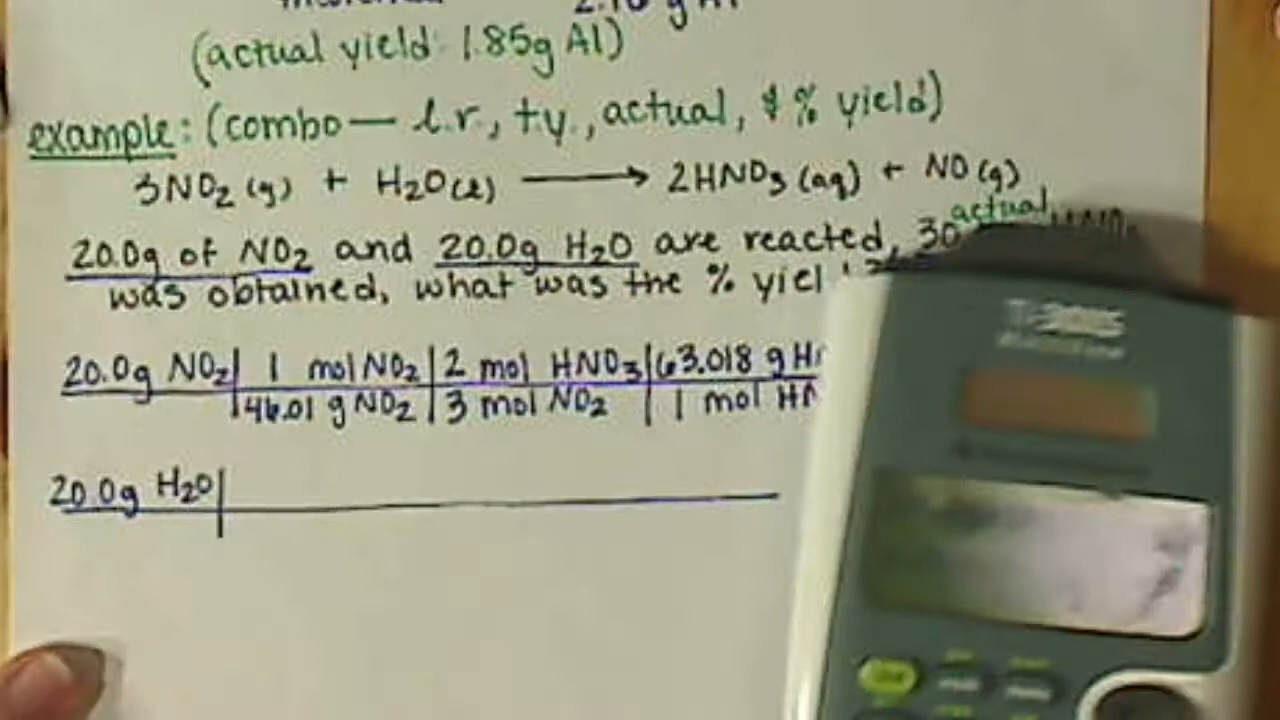 (actual yield: 1.85g Al)
example: (combo — l.r., t.y., actual, & % yield)
3NO₂ (g) + H₂O(l) ⟶ 2HNO₃ (aq) + NO (g)
actual
20.0g of NO₂ and 20.0g H₂O are reacted, 30
was obtained, what was the % yiel
20.0g NO₂ | 1 mol NO₂ | 2 mol HNO₃ | 63.018 g H
46.01 g NO₂ | 3 mol NO₂ | 1 mol H
20.0g H₂O